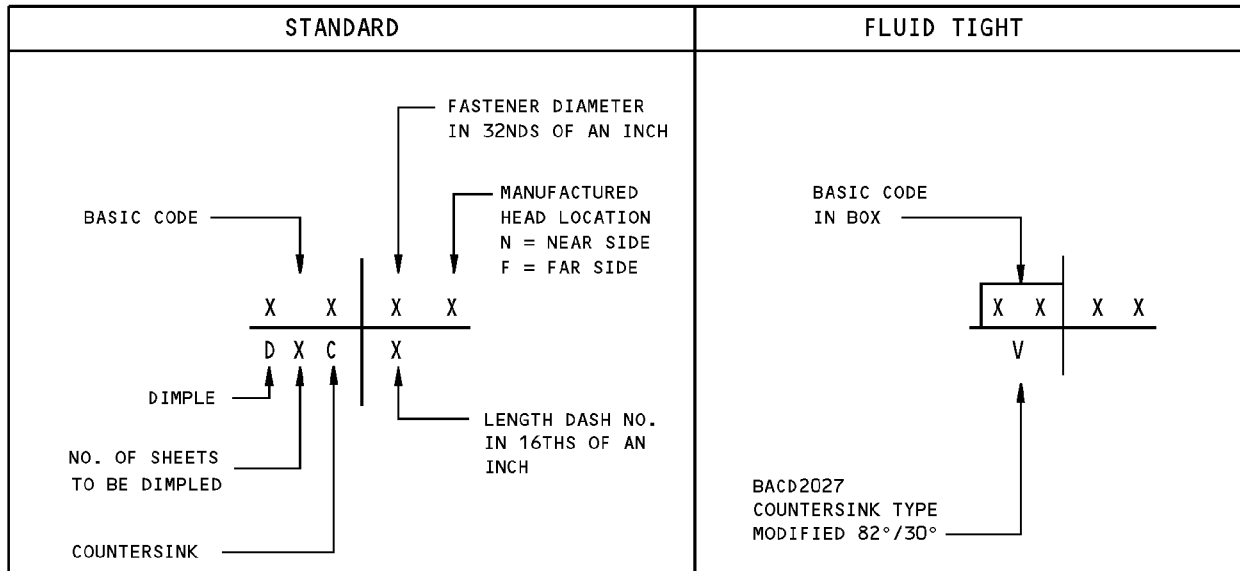 STANDARD
FLUID TIGHT
FASTENER DIAMETER
IN 32NDS OF AN INCH
MANUFACTURED
HEAD LOCATION
N = NEAR SIDE
F = FAR SIDE
BASIC CODE
X X X X
D X C X
DIMPLE
NO. OF SHEETS
TO BE DIMPLED
COUNTERSINK
LENGTH DASH NO.
IN 16THS OF AN
INCH
BASIC CODE
IN BOX
X X X X
V
BACD2027
COUNTERSINK TYPE
MODIFIED 82°/30°